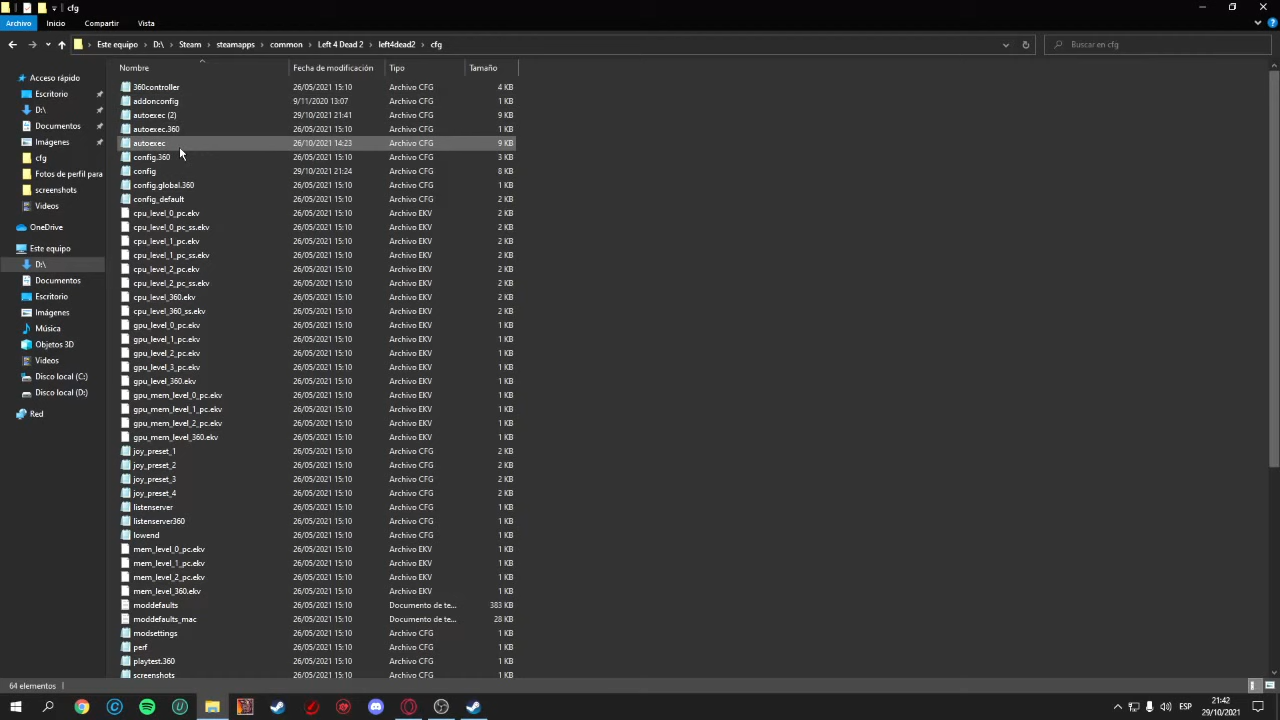 cfg
Archivo Inicio Compartir Vista
Este equipo D:\ Steam steamapps common Left 4 Dead 2 left4dead2 cfg Buscar en cfg
Nombre Fecha de modificación Tipo Tamaño
Acceso rápido
Escritorio
D:\
Documentos
Imágenes
cfg
Fotos de perfil para
screenshots
Videos
OneDrive
Este equipo
D:\
Documentos
Escritorio
Imágenes
Música
Objetos 3D
Videos
Disco local (C:)
Disco local (D:)
Red
360controller 26/05/2021 15:10 Archivo CFG 4 KB
addonconfig 9/11/2020 13:07 Archivo CFG 1 KB
autoexec (2) 29/10/2021 21:41 Archivo CFG 9 KB
autoexec.360 26/05/2021 15:10 Archivo CFG 1 KB
autoexec 26/10/2021 14:23 Archivo CFG 9 KB
config.360 26/05/2021 15:10 Archivo CFG 3 KB
config 29/10/2021 21:24 Archivo CFG 8 KB
config.global.360 26/05/2021 15:10 Archivo CFG 1 KB
config_default 26/05/2021 15:10 Archivo CFG 2 KB
cpu_level_0_pc.ekv 26/05/2021 15:10 Archivo EKV 2 KB
cpu_level_0_pc_ss.ekv 26/05/2021 15:10 Archivo EKV 2 KB
cpu_level_1_pc.ekv 26/05/2021 15:10 Archivo EKV 2 KB
cpu_level_1_pc_ss.ekv 26/05/2021 15:10 Archivo EKV 2 KB
cpu_level_2_pc.ekv 26/05/2021 15:10 Archivo EKV 2 KB
cpu_level_2_pc_ss.ekv 26/05/2021 15:10 Archivo EKV 2 KB
cpu_level_360.ekv 26/05/2021 15:10 Archivo EKV 2 KB
cpu_level_360_ss.ekv 26/05/2021 15:10 Archivo EKV 2 KB
gpu_level_0_pc.ekv 26/05/2021 15:10 Archivo EKV 2 KB
gpu_level_1_pc.ekv 26/05/2021 15:10 Archivo EKV 2 KB
gpu_level_2_pc.ekv 26/05/2021 15:10 Archivo EKV 2 KB
gpu_level_3_pc.ekv 26/05/2021 15:10 Archivo EKV 2 KB
gpu_level_360.ekv 26/05/2021 15:10 Archivo EKV 2 KB
gpu_mem_level_0_pc.ekv 26/05/2021 15:10 Archivo EKV 2 KB
gpu_mem_level_1_pc.ekv 26/05/2021 15:10 Archivo EKV 2 KB
gpu_mem_level_2_pc.ekv 26/05/2021 15:10 Archivo EKV 2 KB
gpu_mem_level_360.ekv 26/05/2021 15:10 Archivo EKV 1 KB
joy_preset_1 26/05/2021 15:10 Archivo CFG 2 KB
joy_preset_2 26/05/2021 15:10 Archivo CFG 2 KB
joy_preset_3 26/05/2021 15:10 Archivo CFG 2 KB
joy_preset_4 26/05/2021 15:10 Archivo CFG 2 KB
listenserver 26/05/2021 15:10 Archivo CFG 1 KB
listenserver360 26/05/2021 15:10 Archivo CFG 1 KB
lowend 26/05/2021 15:10 Archivo CFG 1 KB
mem_level_0_pc.ekv 26/05/2021 15:10 Archivo EKV 1 KB
mem_level_1_pc.ekv 26/05/2021 15:10 Archivo EKV 1 KB
mem_level_2_pc.ekv 26/05/2021 15:10 Archivo EKV 1 KB
mem_level_360.ekv 26/05/2021 15:10 Archivo EKV 1 KB
moddefaults 26/05/2021 15:10 Documento de te... 383 KB
moddefaults_mac 26/05/2021 15:10 Documento de te... 28 KB
modsettings 26/05/2021 15:10 Archivo CFG 1 KB
perf 26/05/2021 15:10 Archivo CFG 1 KB
playtest.360 26/05/2021 15:10 Archivo CFG 1 KB
screenshots 26/05/2021 15:10 Archivo CFG 1 KB
64 elementos
ESP
21:42
29/10/2021